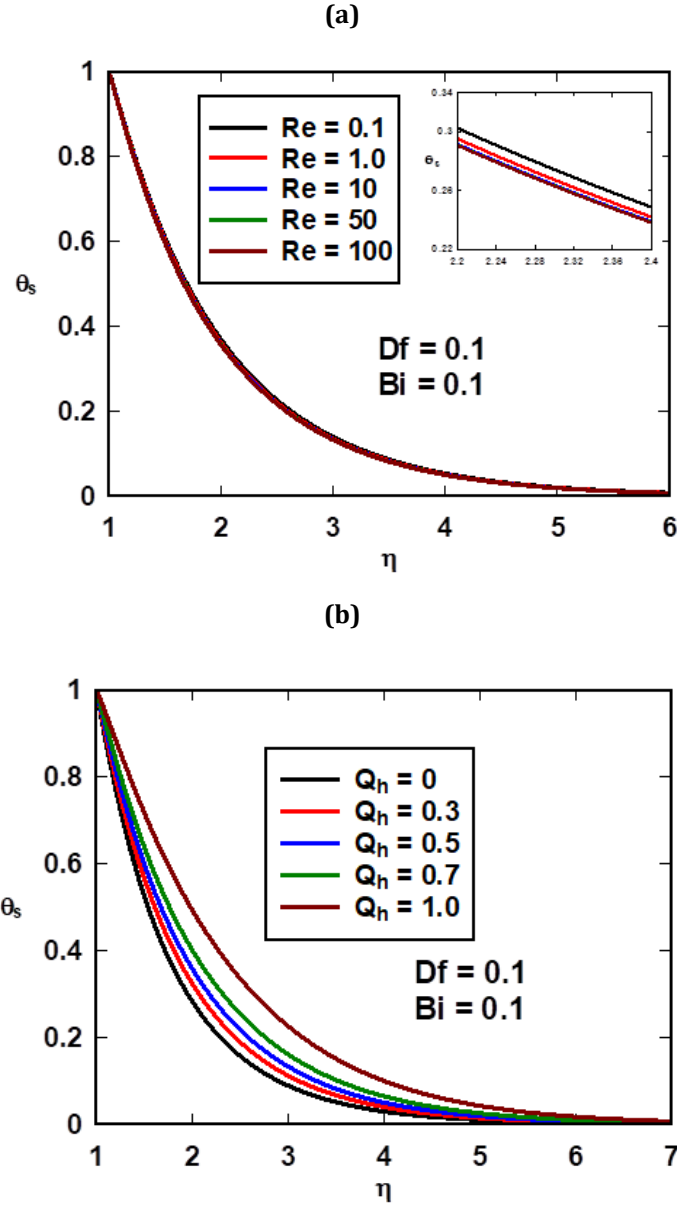 (a)
1
0.8
0.6
0.4
0.2
0
θs
Re = 0.1
Re = 1.0
Re = 10
Re = 50
Re = 100
0.34
0.3
0.26
0.22
θs
2.2 2.24 2.28 2.32 2.36 2.4
Df = 0.1
Bi = 0.1
1 2 3 4 5 6
η
(b)
1
0.8
0.6
0.4
0.2
0
θs
Qh = 0
Qh = 0.3
Qh = 0.5
Qh = 0.7
Qh = 1.0
Df = 0.1
Bi = 0.1
1 2 3 4 5 6 7
η